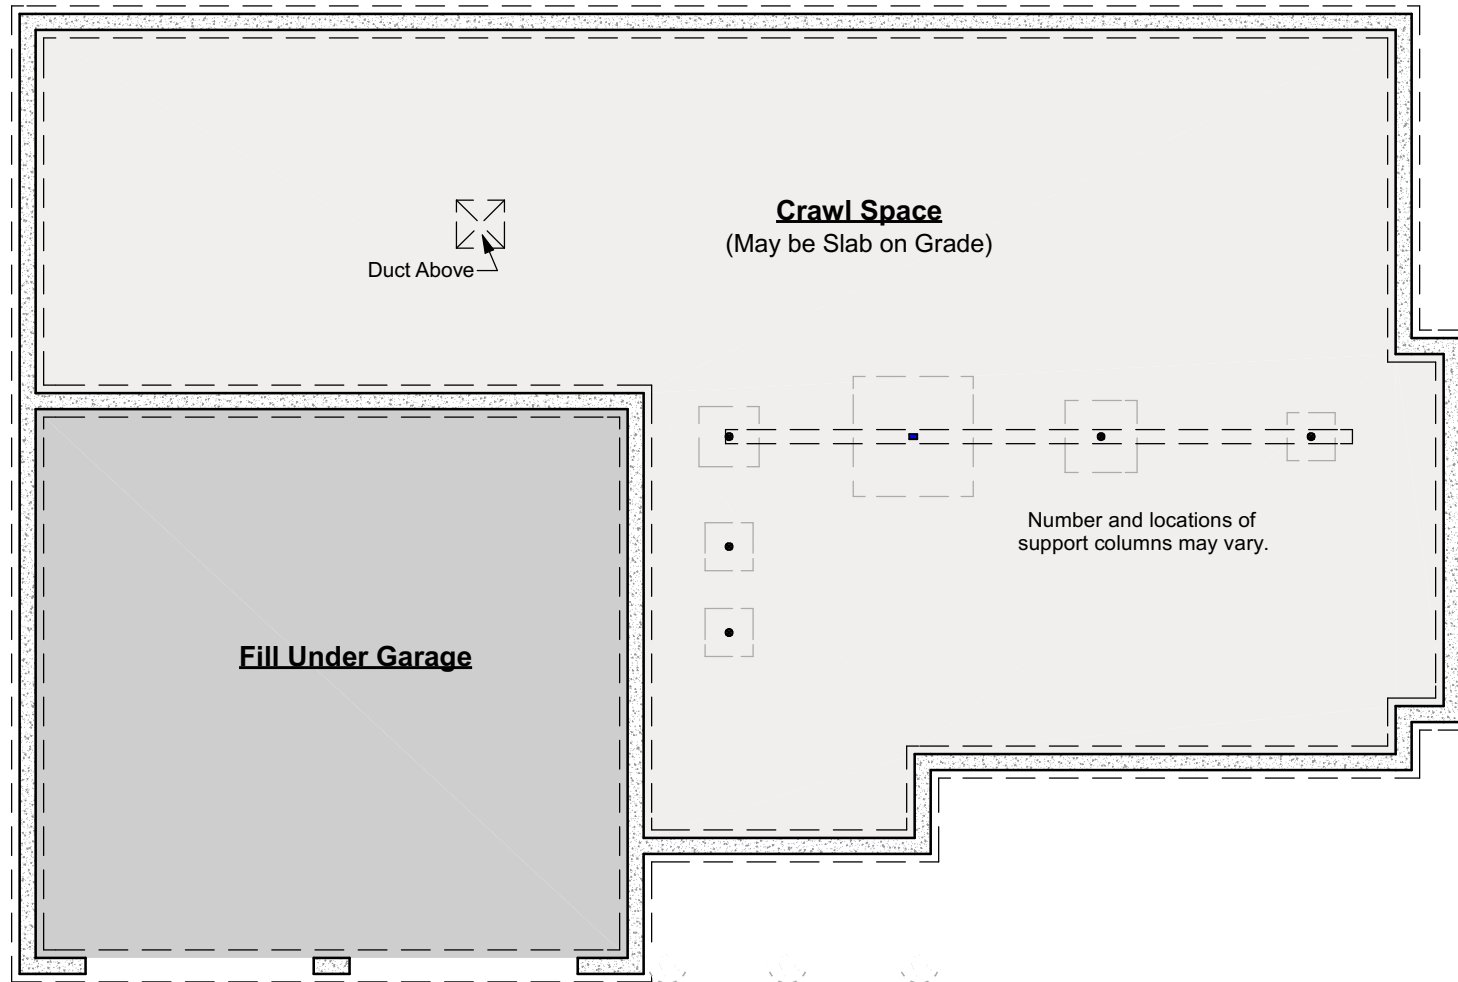 Crawl Space
(May be Slab on Grade)
Duct Above
Number and locations of
support columns may vary.
Fill Under Garage